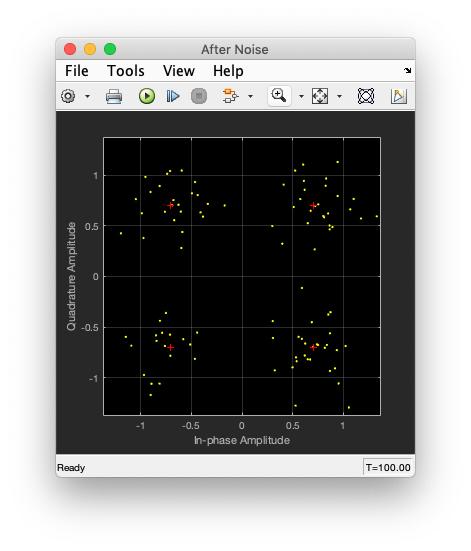 After Noise
File Tools View Help
1
0.5
0
-0.5
-1
Quadrature Amplitude
-1 -0.5 0 0.5 1
In-phase Amplitude
Ready T=100.00